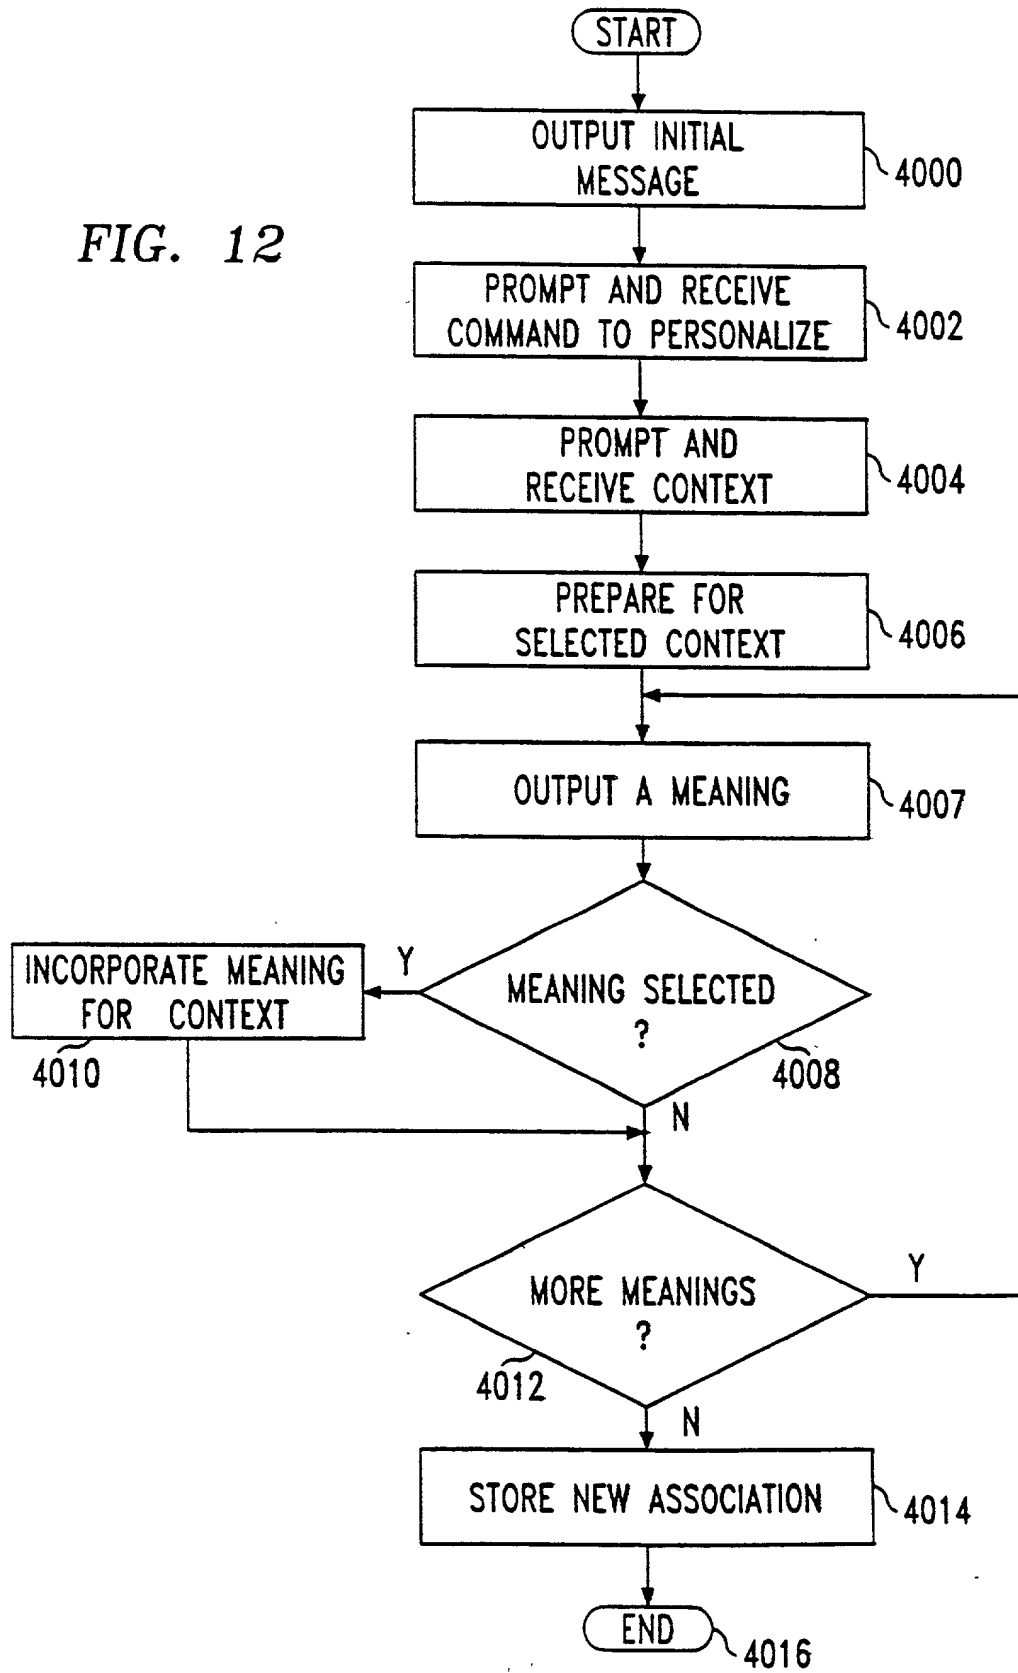 START
OUTPUT INITIAL
MESSAGE
4000
FIG. 12
PROMPT AND RECEIVE
COMMAND TO PERSONALIZE
4002
PROMPT AND
RECEIVE CONTEXT
4004
PREPARE FOR
SELECTED CONTEXT
4006
OUTPUT A MEANING
4007
INCORPORATE MEANING
FOR CONTEXT
4010
Y
MEANING SELECTED
?
4008
N
MORE MEANINGS
?
4012
Y
N
STORE NEW ASSOCIATION
4014
END
4016